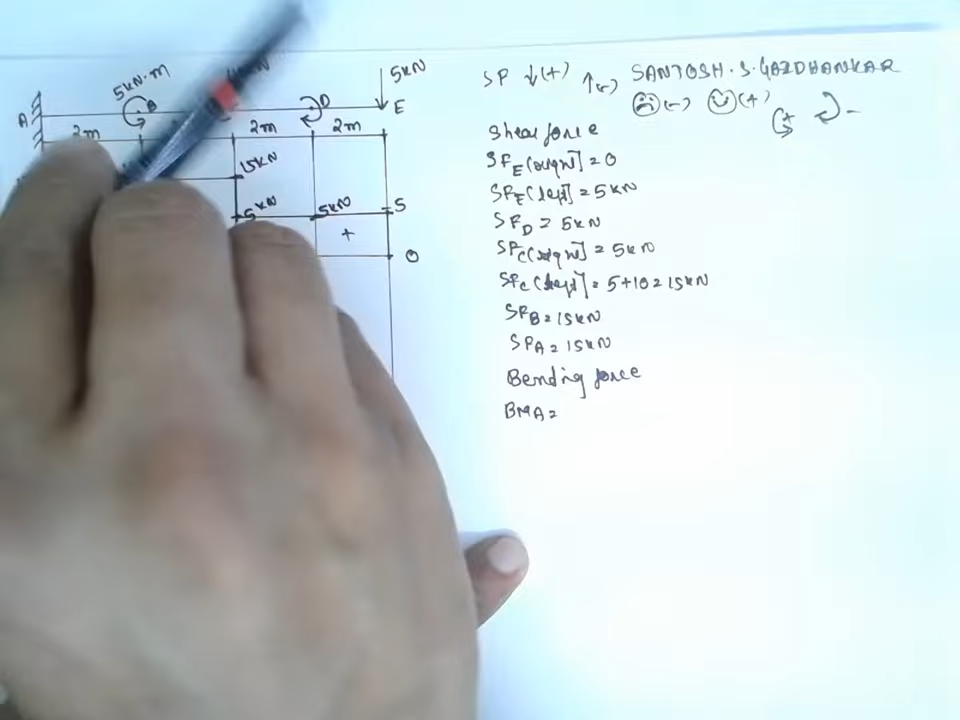 SF ↓(+) ↑(-) SANTOSH.S.GAIDHANKAR
(-) (+)
+ -
5kN.m 5kN
A B D E
2m 2m 2m
15kN
5kN 5kN 5
+
0
Shear force
SFE(right) = 0
SFE(left) = 5kN
SFD = 5kN
SFC(right) = 5kN
SFC(left) = 5+10=15kN
SFB=15kN
SFA=15kN
Bending force
BMA=